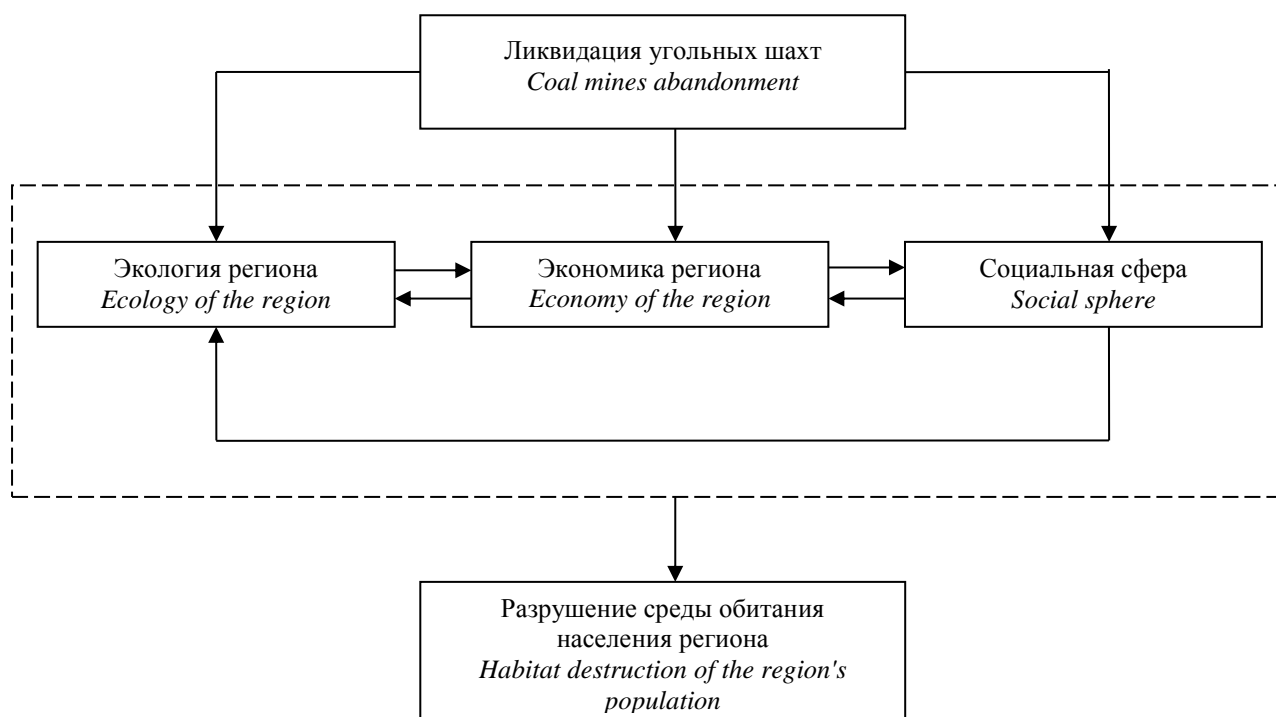 Ликвидация угольных шахт
Coal mines abandonment
Экология региона
Ecology of the region
Экономика региона
Economy of the region
Социальная сфера
Social sphere
Разрушение среды обитания
населения региона
Habitat destruction of the region's
population